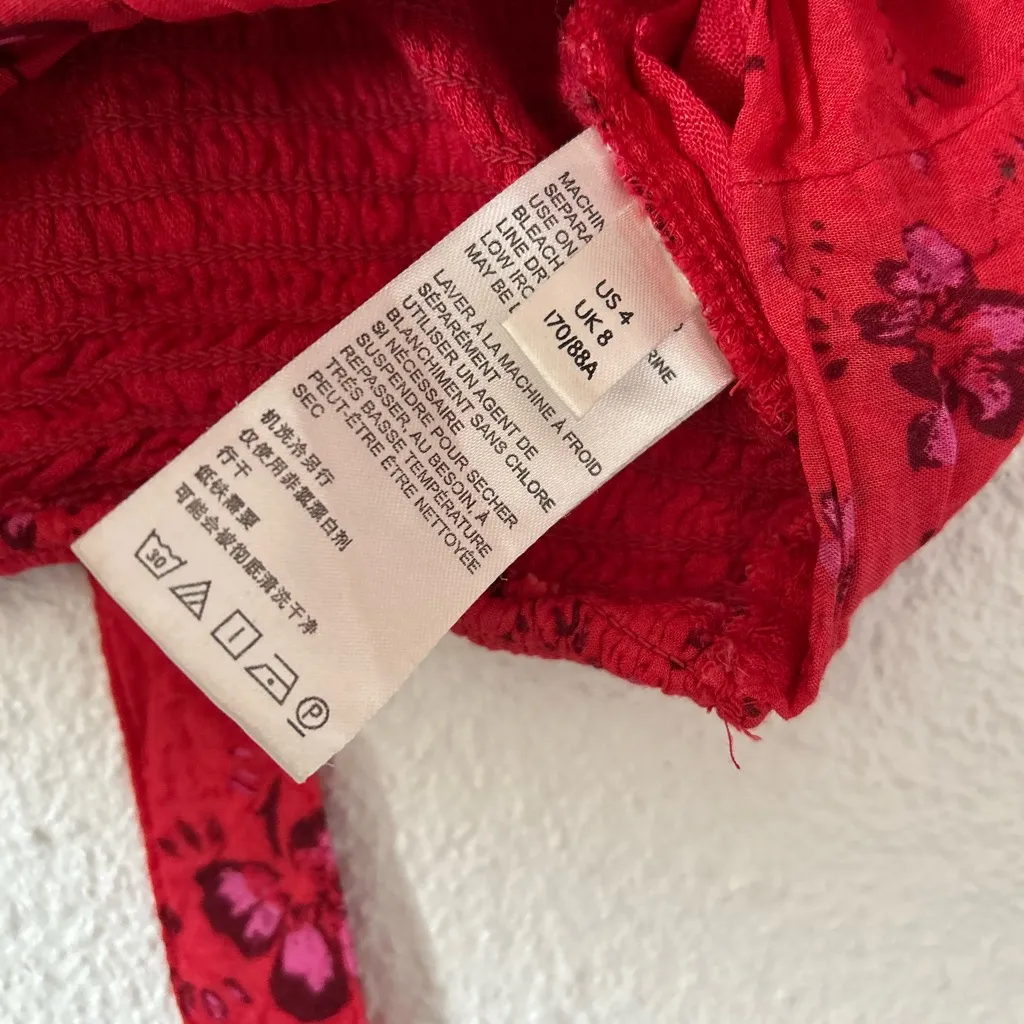 MACHIN
SEPARA
USE ON
BLEACH
LINE DR
LOW IRO
MAY BE
RINE
US 4
UK 8
170/88A
LAVER À LA MACHINE À FROID
SÉPARÉMENT
UTILISER UN AGENT DE
BLANCHIMENT SANS CHLORE
SI NÉCESSAIRE
SUSPENDRE POUR SÉCHER
REPASSER AU BESOIN, À
TRÈS BASSE TEMPÉRATURE
PEUT-ÊTRE ÊTRE NETTOYÉE
SEC
机洗冷另行
仅使用非氯漂白剂
行干
低铁需要
可能会被彻底清洗干净
30
P